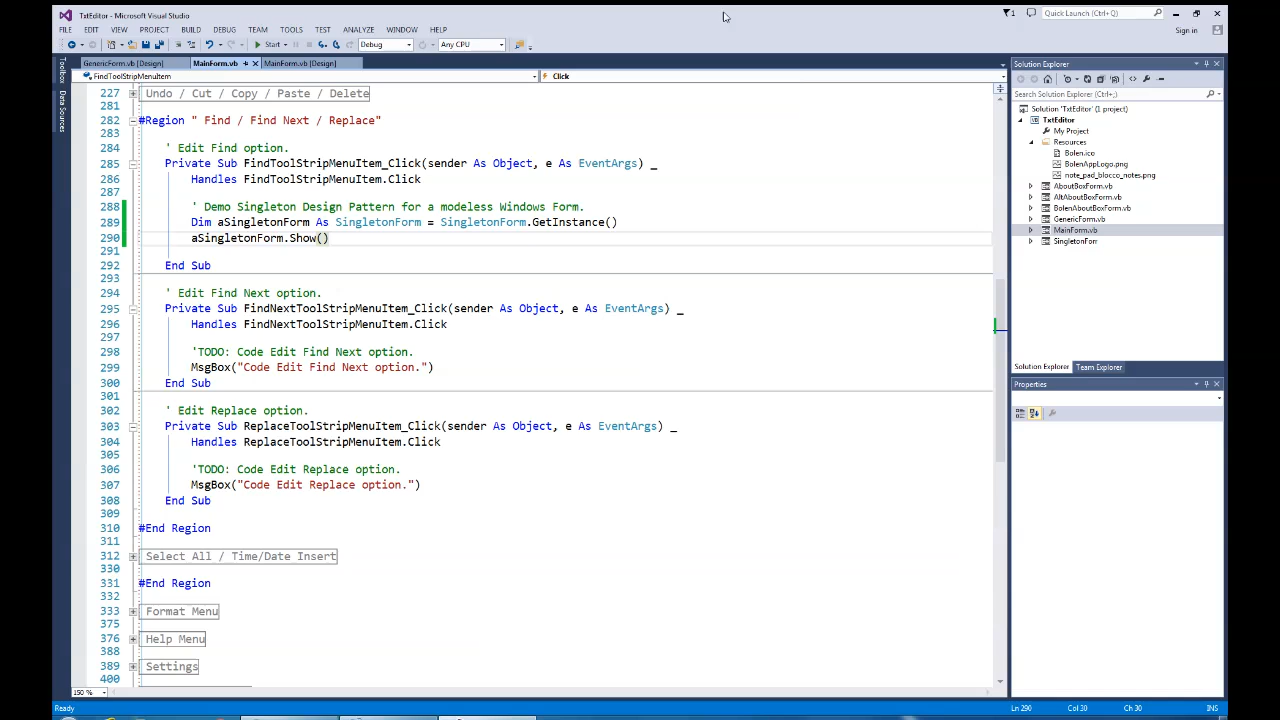 TxtEditor - Microsoft Visual Studio
1
Quick Launch (Ctrl+Q)
FILE EDIT VIEW PROJECT BUILD DEBUG TEAM TOOLS TEST ANALYZE WINDOW HELP
Sign in
Start Debug Any CPU
Toolbox
Data Sources
GenericForm.vb [Design] MainForm.vb MainForm.vb [Design]
FindToolStripMenuItem Click
227 Undo / Cut / Copy / Paste / Delete
281
282 #Region " Find / Find Next / Replace"
283
284 ' Edit Find option.
285 Private Sub FindToolStripMenuItem_Click(sender As Object, e As EventArgs) _
286 Handles FindToolStripMenuItem.Click
287
288 ' Demo Singleton Design Pattern for a modeless Windows Form.
289 Dim aSingletonForm As SingletonForm = SingletonForm.GetInstance()
290 aSingletonForm.Show()
291
292 End Sub
293
294 ' Edit Find Next option.
295 Private Sub FindNextToolStripMenuItem_Click(sender As Object, e As EventArgs) _
296 Handles FindNextToolStripMenuItem.Click
297
298 'TODO: Code Edit Find Next option.
299 MsgBox("Code Edit Find Next option.")
300 End Sub
301
302 ' Edit Replace option.
303 Private Sub ReplaceToolStripMenuItem_Click(sender As Object, e As EventArgs) _
304 Handles ReplaceToolStripMenuItem.Click
305
306 'TODO: Code Edit Replace option.
307 MsgBox("Code Edit Replace option.")
308 End Sub
309
310 #End Region
311
312 Select All / Time/Date Insert
330
331 #End Region
332
333 Format Menu
375
376 Help Menu
388
389 Settings
400
150 %
Solution Explorer
Search Solution Explorer (Ctrl+;)
Solution 'TxtEditor' (1 project)
TxtEditor
My Project
Resources
Bolen.ico
BolenAppLogo.png
note_pad_blocco_notes.png
AboutBoxForm.vb
AltAboutBoxForm.vb
BolenAboutBoxForm.vb
GenericForm.vb
MainForm.vb
SingletonForr
Solution Explorer Team Explorer
Properties
Ready Ln 290 Col 30 Ch 30 INS